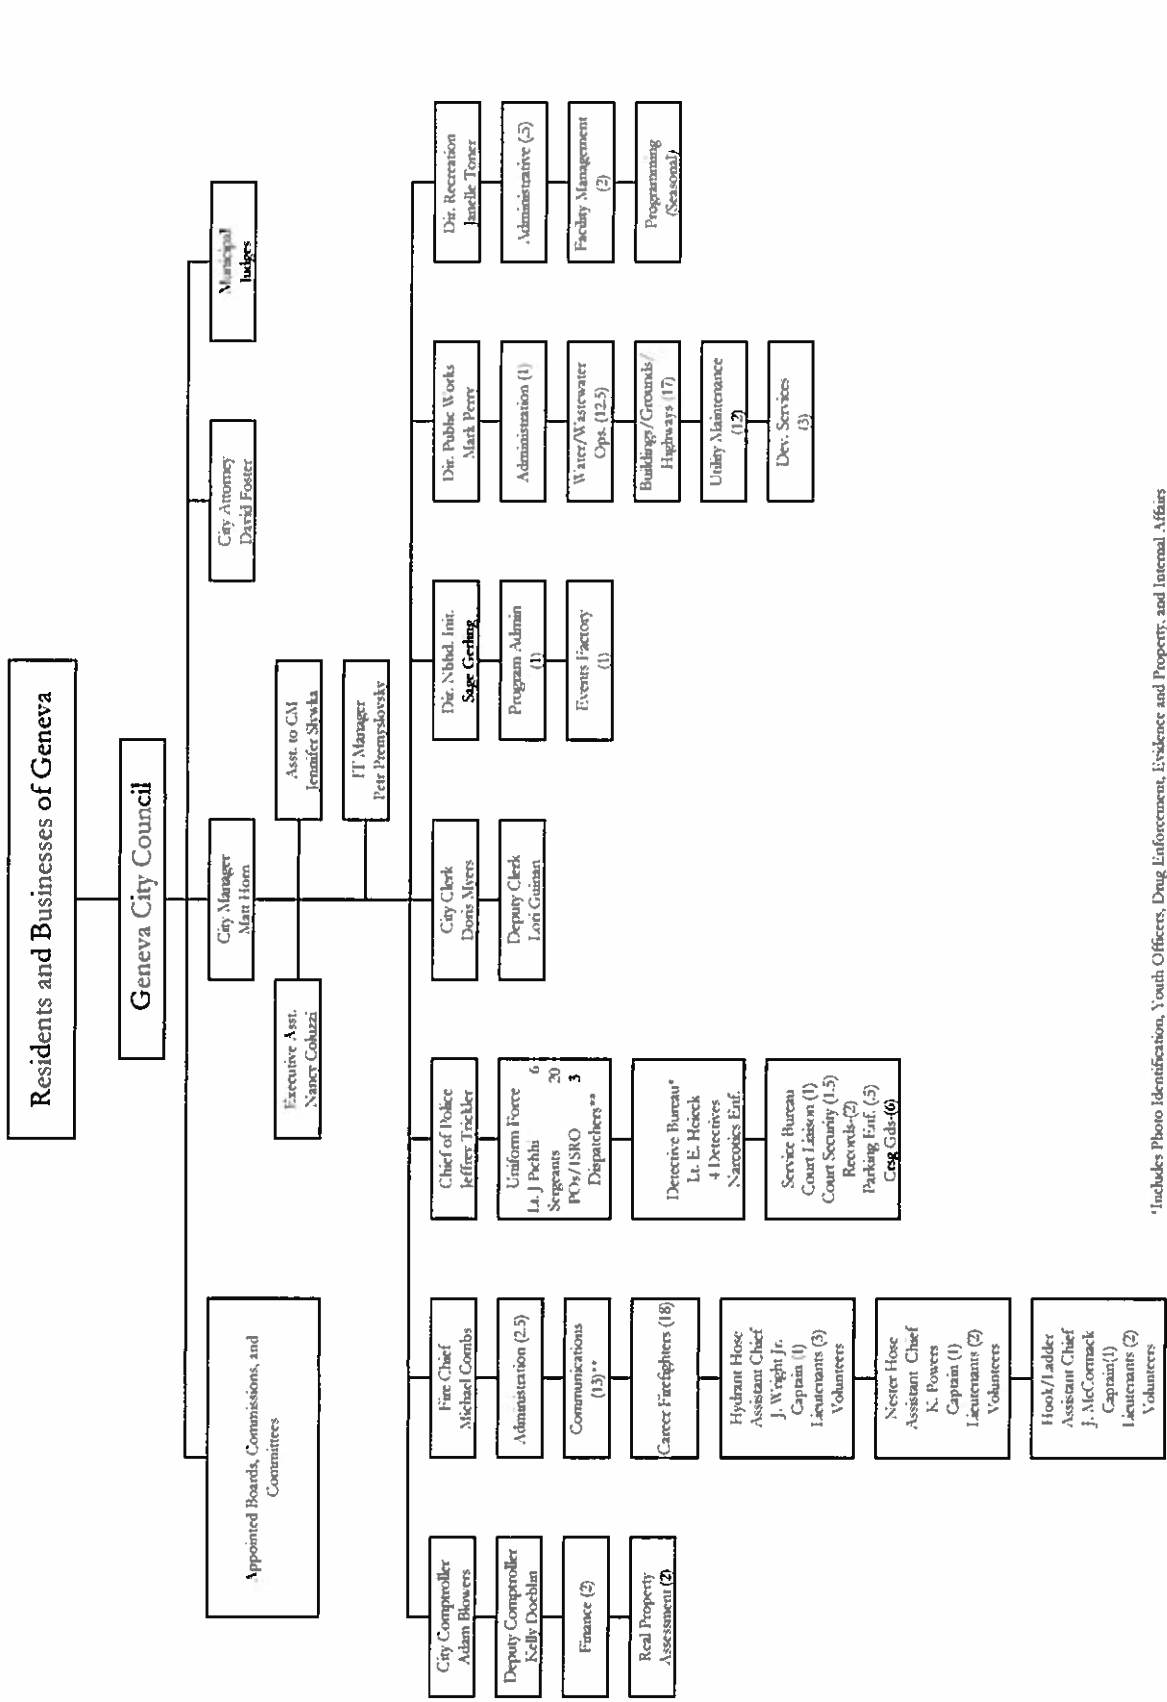 Residents and Businesses of Geneva
Geneva City Council
Appointed Boards, Commissions, and
Committees
City Manager
Matt Horn
City Attorney
David Foster
Municipal
Judges
Executive Asst.
Nancy Coluzzi
Asst. to CM
Jennifer Slywka
IT Manager
Petr Premyslovsky
City Comptroller
Adam Blowers
Deputy Comptroller
Kelly Doeblin
Finance (2)
Real Property
Assessment (2)
Fire Chief
Michael Combs
Administration (2.5)
Communications
(13)**
Career Firefighters (18)
Hydrant Hose
Assistant Chief
J. Wright Jr.
Captain (1)
Lieutenants (3)
Volunteers
Nester Hose
Assistant Chief
K. Powers
Captain (1)
Lieutenants (2)
Volunteers
Hook/Ladder
Assistant Chief
J. McCormack
Captain(1)
Lieutenants (2)
Volunteers
Chief of Police
Jeffrey Trickler
Uniform Force
Lt. J 6
Sergeants 20
POs/ISRO 3
Dispatchers**
Detective Bureau*
Lt. E. Heieck
4 Detectives
Narcotics Enf.
Service Bureau
Court Liaison (1)
Court Security (1.5)
Records-(2)
Parking Enf. (.5)
Crsg Gds-(6)
City Clerk
Doris Myers
Deputy Clerk
Lori Guinan
Dir. Nbhd. Init.
Sage Gerling
Program Admin
(1)
Events Factory
(1)
Dir. Public Works
Mark Perry
Administration (1)
Water/Wastewater
Ops. (12.5)
Buildings/Grounds/
Highways (17)
Utility Maintenance
(12)
Dev. Services
(3)
Dir. Recreation
Janelle Toner
Administrative (.5)
Facility Management
(2)
Programming
(Seasonal)
*Includes Photo Identification, Youth Officers, Drug Enforcement, Evidence and Property, and Internal Affairs